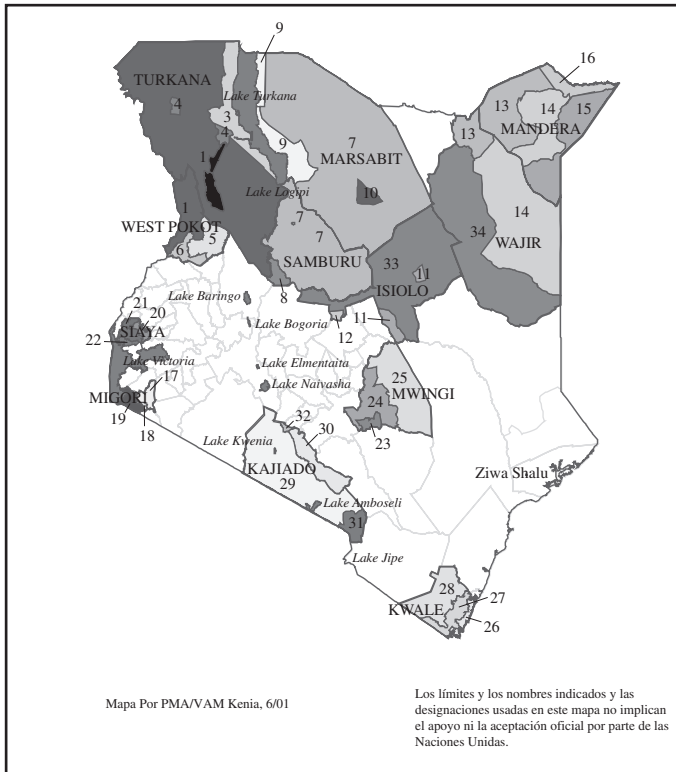 9
16
TURKANA
Lake Turkana
4
13
14
15
3
MANDERA
4
13
7
9
MARSABIT
1
10
Lake Logipi
1
14
7
WEST POKOT
7
34
WAJIR
5
6
33
SAMBURU
11
ISIOLO
8
Lake Baringo
21
20
11
SIAYA
Lake Bogoria
12
22
Lake Victoria
17
Lake Elmentaita
25
MWINGI
MIGORI
Lake Naivasha
24
19
18
32
30
23
Lake Kwenia
KAJIADO
29
Ziwa Shalu
Lake Amboseli
31
Lake Jipe
28
27
KWALE
26
Mapa Por PMA/VAM Kenia, 6/01
Los límites y los nombres indicados y las
designaciones usadas en este mapa no implican
el apoyo ni la aceptación oficial por parte de las
Naciones Unidas.